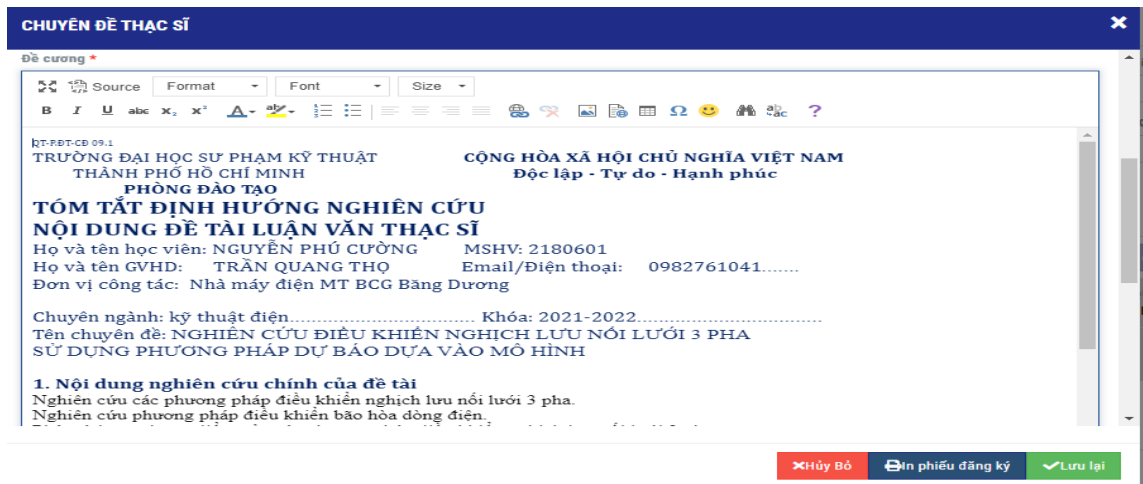 CHUYÊN ĐỀ THẠC SĨ
Đề cương *
Source Format Font Size
B I U abc x₂ x² A ab Ω ?
QT-PĐT-CĐ 09.1
TRƯỜNG ĐẠI HỌC SƯ PHẠM KỸ THUẬT CỘNG HÒA XÃ HỘI CHỦ NGHĨA VIỆT NAM
THÀNH PHỐ HỒ CHÍ MINH Độc lập - Tự do - Hạnh phúc
PHÒNG ĐÀO TẠO
TÓM TẮT ĐỊNH HƯỚNG NGHIÊN CỨU
NỘI DUNG ĐỀ TÀI LUẬN VĂN THẠC SĨ
Họ và tên học viên: NGUYỄN PHÚ CƯỜNG MSHV: 2180601
Họ và tên GVHD: TRẦN QUANG THỌ Email/Điện thoại: 0982761041.......
Đơn vị công tác: Nhà máy điện MT BCG Băng Dương
Chuyên ngành: kỹ thuật điện.................................. Khóa: 2021-2022.................................
Tên chuyên đề: NGHIÊN CỨU ĐIỀU KHIỂN NGHỊCH LƯU NỐI LƯỚI 3 PHA
SỬ DỤNG PHƯƠNG PHÁP DỰ BÁO DỰA VÀO MÔ HÌNH
1. Nội dung nghiên cứu chính của đề tài
Nghiên cứu các phương pháp điều khiển nghịch lưu nối lưới 3 pha.
Nghiên cứu phương pháp điều khiển bão hòa dòng điện.
Hủy Bỏ In phiếu đăng ký Lưu lại